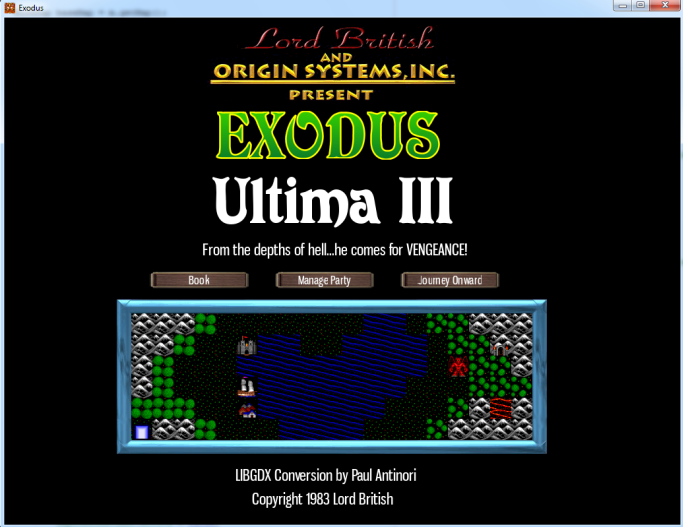 Exodus
Lord British
AND
ORIGIN SYSTEMS,INC.
PRESENT
EXODUS
Ultima III
From the depths of hell...he comes for VENGEANCE!
Book
Manage Party
Journey Onward
LIBGDX Conversion by Paul Antinori
Copyright 1983 Lord British